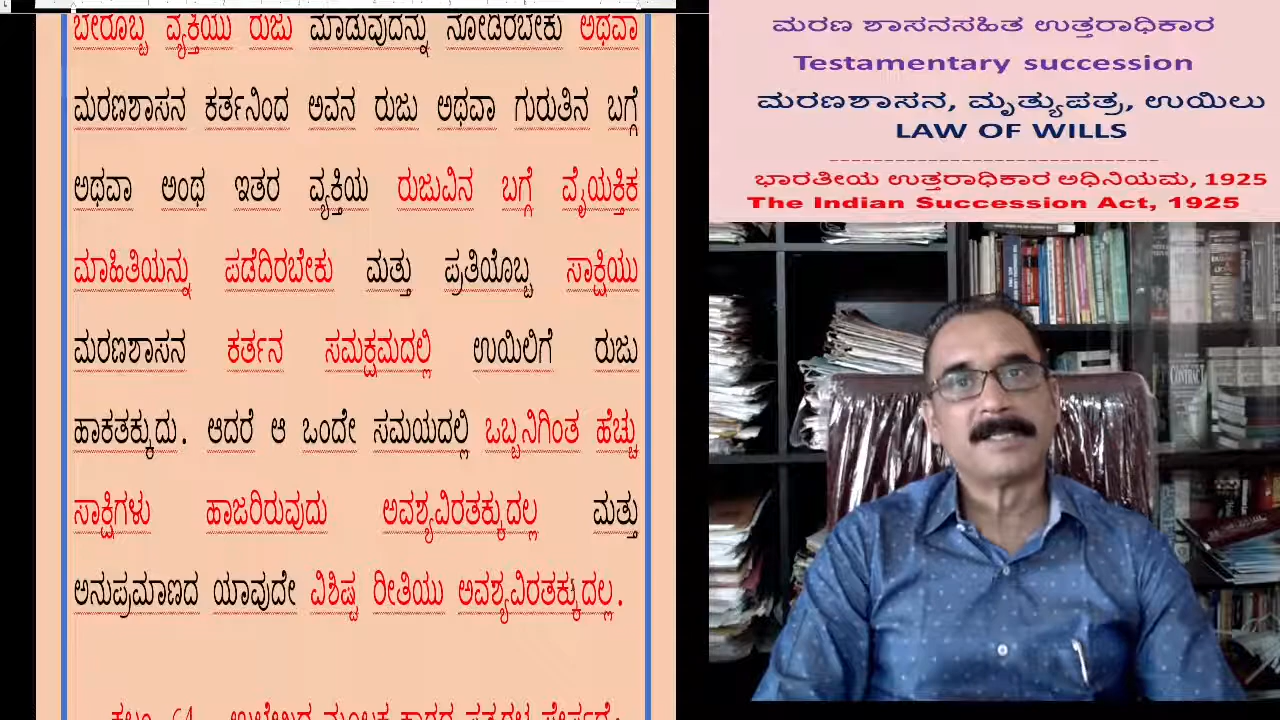 ಬೇರೊಬ್ಬ ವ್ಯಕ್ತಿಯು ರುಜು ಮಾಡುವುದನ್ನು ನೋಡಿರಬೇಕು ಅಥವಾ
ಮರಣಶಾಸನ ಕರ್ತನಿಂದ ಅವನ ರುಜು ಅಥವಾ ಗುರುತಿನ ಬಗ್ಗೆ
ಅಥವಾ ಅಂಥ ಇತರ ವ್ಯಕ್ತಿಯ ರುಜುವಿನ ಬಗ್ಗೆ ವೈಯಕ್ತಿಕ
ಮಾಹಿತಿಯನ್ನು ಪಡೆದಿರಬೇಕು ಮತ್ತು ಪ್ರತಿಯೊಬ್ಬ ಸಾಕ್ಷಿಯು
ಮರಣಶಾಸನ ಕರ್ತನ ಸಮಕ್ಷಮದಲ್ಲಿ ಉಯಿಲಿಗೆ ರುಜು
ಹಾಕತಕ್ಕುದು. ಆದರೆ ಆ ಒಂದೇ ಸಮಯದಲ್ಲಿ ಒಬ್ಬನಿಗಿಂತ ಹೆಚ್ಚು
ಸಾಕ್ಷಿಗಳು ಹಾಜರಿರುವುದು ಅವಶ್ಯವಿರತಕ್ಕುದಲ್ಲ ಮತ್ತು
ಅನುಪ್ರಮಾಣದ ಯಾವುದೇ ವಿಶಿಷ್ಟ ರೀತಿಯು ಅವಶ್ಯವಿರತಕ್ಕುದಲ್ಲ.
ಮರಣ ಶಾಸನಸಹಿತ ಉತ್ತರಾಧಿಕಾರ
Testamentary succession
ಮರಣಶಾಸನ, ಮೃತ್ಯುಪತ್ರ, ಉಯಿಲು
LAW OF WILLS
ಭಾರತೀಯ ಉತ್ತರಾಧಿಕಾರ ಅಧಿನಿಯಮ, 1925
The Indian Succession Act, 1925
CONTRACT